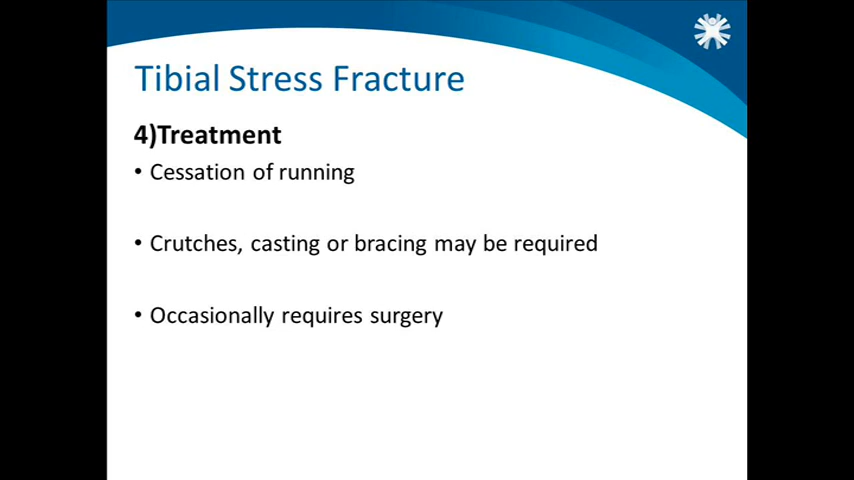 Tibial Stress Fracture
4)Treatment
• Cessation of running
• Crutches, casting or bracing may be required
• Occasionally requires surgery